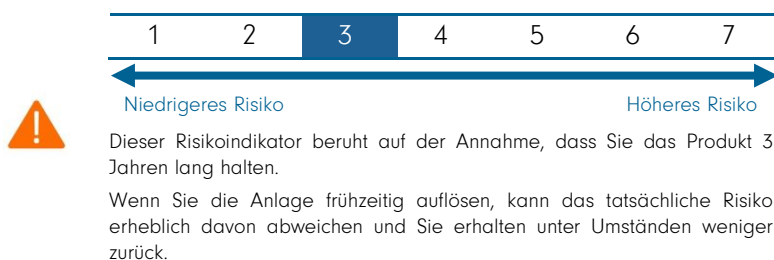 1 2 3 4 5 6 7
Niedrigeres Risiko Höheres Risiko
Dieser Risikoindikator beruht auf der Annahme, dass Sie das Produkt 3
Jahren lang halten.
Wenn Sie die Anlage frühzeitig auflösen, kann das tatsächliche Risiko
erheblich davon abweichen und Sie erhalten unter Umständen weniger
zurück.